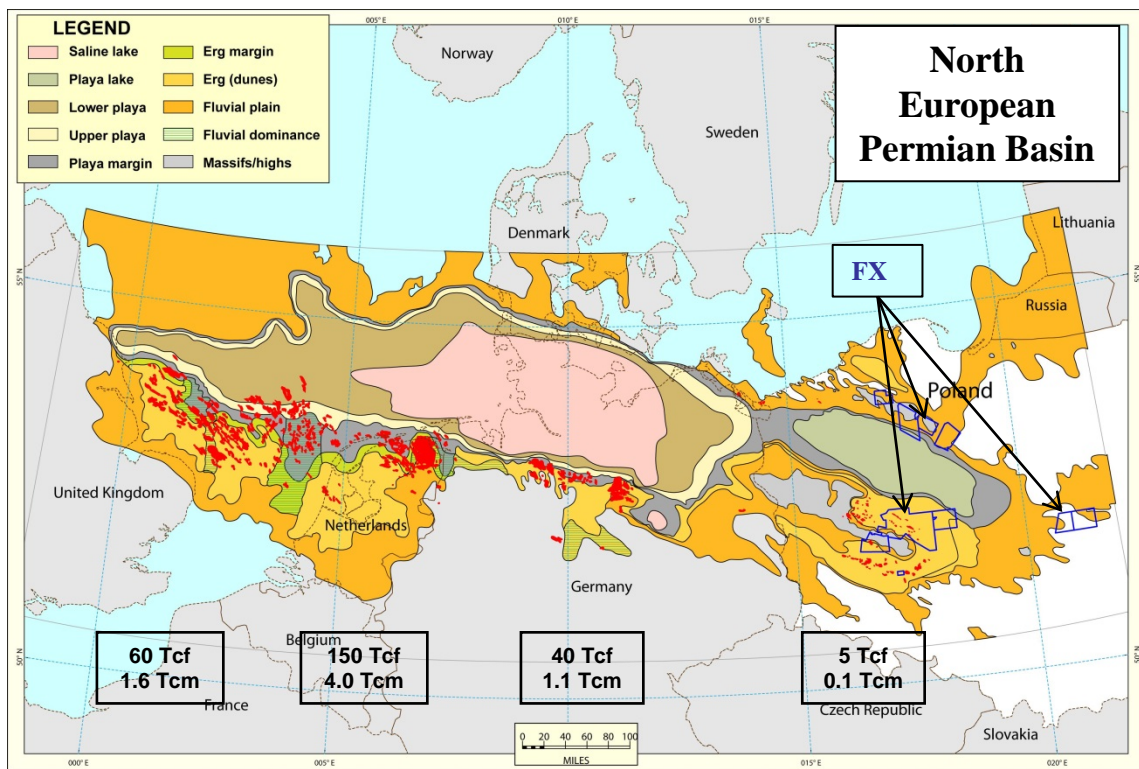 LEGEND
Saline lake
Playa lake
Lower playa
Upper playa
Playa margin
Erg margin
Erg (dunes)
Fluvial plain
Fluvial dominance
Massifs/highs
005° E
010° E
015° E
North
European
Permian Basin
Norway
Sweden
Denmark
Lithuania
Russia
FX
55° N
55° N
Poland
United Kingdom
Netherlands
Germany
Belgium
France
Czech Republic
Slovakia
60 Tcf
1.6 Tcm
150 Tcf
4.0 Tcm
40 Tcf
1.1 Tcm
5 Tcf
0.1 Tcm
50° N
50° N
0 20 40 60 80 100
MILES
000° E
005° E
010° E
015° E
020° E